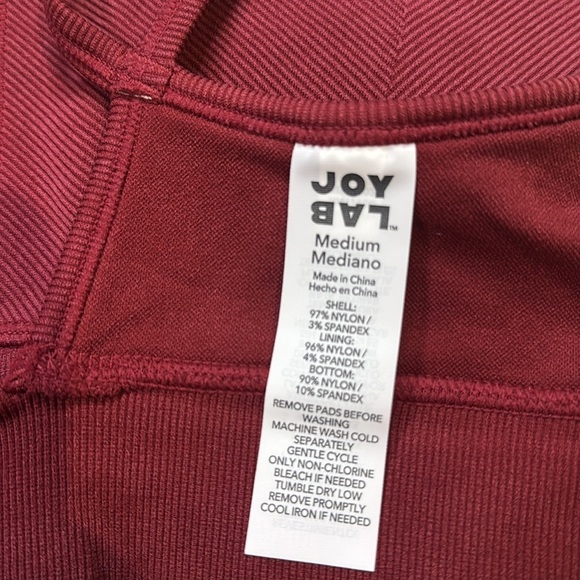 JOY
LAB™
Medium
Mediano
Made in China
Hecho en China
SHELL:
97% NYLON /
3% SPANDEX
LINING:
96% NYLON /
4% SPANDEX
BOTTOM:
90% NYLON /
10% SPANDEX
REMOVE PADS BEFORE
WASHING
MACHINE WASH COLD
SEPARATELY
GENTLE CYCLE
ONLY NON-CHLORINE
BLEACH IF NEEDED
TUMBLE DRY LOW
REMOVE PROMPTLY
COOL IRON IF NEEDED